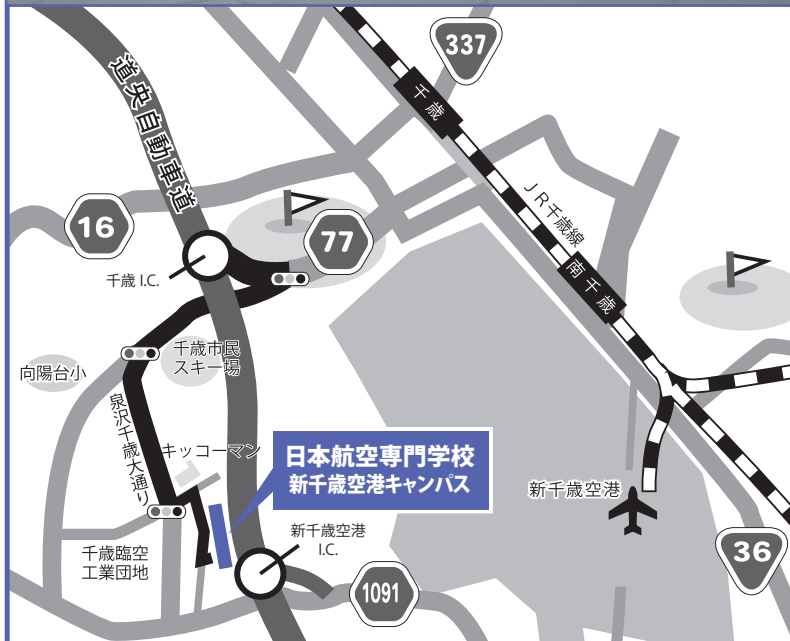 337
千歳
道央自動車道
16
77
JR千歳線
千歳 I.C.
南千歳
向陽台小
千歳市民
スキー場
泉沢千歳大通り
キッコーマン
日本航空専門学校
新千歳空港キャンパス
新千歳空港
新千歳空港
I.C.
千歳臨空
工業団地
36
1091